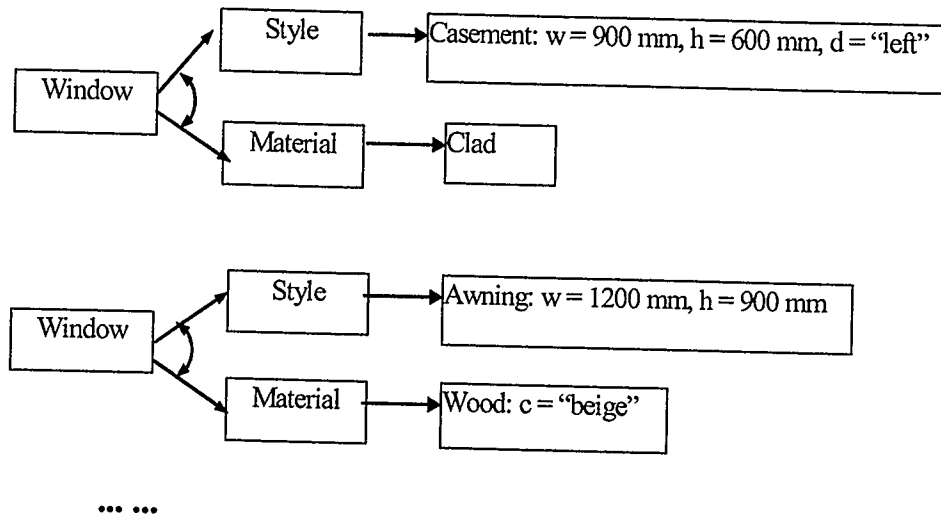 Style
Casement: w = 900 mm, h = 600 mm, d = “left”
Window
Material
Clad
Style
Awning: w = 1200 mm, h = 900 mm
Window
Material
Wood: c = “beige”
... ...